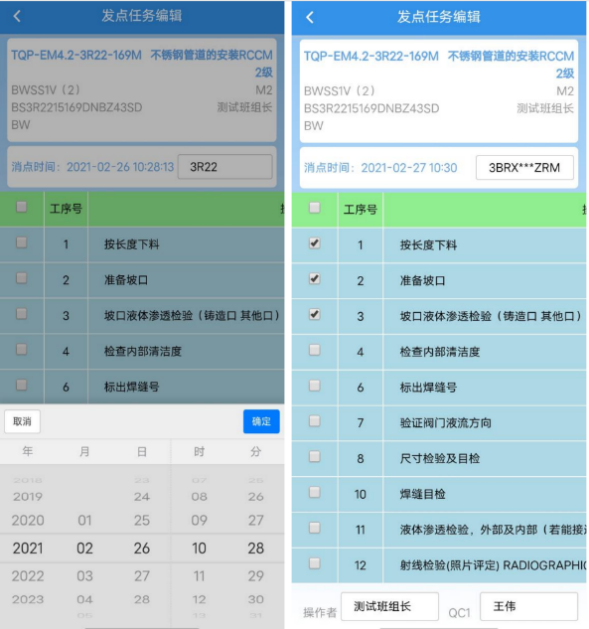 发点任务编辑
TQP-EM4.2-3R22-169M 不锈钢管道的安装RCCM
2级
BWSS1V（2） M2
BS3R2215169DNBZ43SD 测试班组长
BW
消点时间：2021-02-26 10:28:13 3R22
工序号
1 按长度下料
2 准备坡口
3 坡口液体渗透检验（铸造口 其他口）
4 检查内部清洁度
6 标出焊缝号
取消 确定
年 月 日 时 分
2019 24 08 26
2020 01 25 09 27
2021 02 26 10 28
2022 03 27 11 29
2023 04 28 12 30
发点任务编辑
TQP-EM4.2-3R22-169M 不锈钢管道的安装RCCM
2级
BWSS1V（2） M2
BS3R2215169DNBZ43SD 测试班组长
BW
消点时间：2021-02-27 10:30 3BRX***ZRM
工序号
1 按长度下料
2 准备坡口
3 坡口液体渗透检验（铸造口 其他口）
4 检查内部清洁度
6 标出焊缝号
7 验证阀门液流方向
8 尺寸检验及目检
10 焊缝目检
11 液体渗透检验，外部及内部（若能接
12 射线检验(照片评定) RADIOGRAPHI
操作者 测试班组长 QC1 王伟